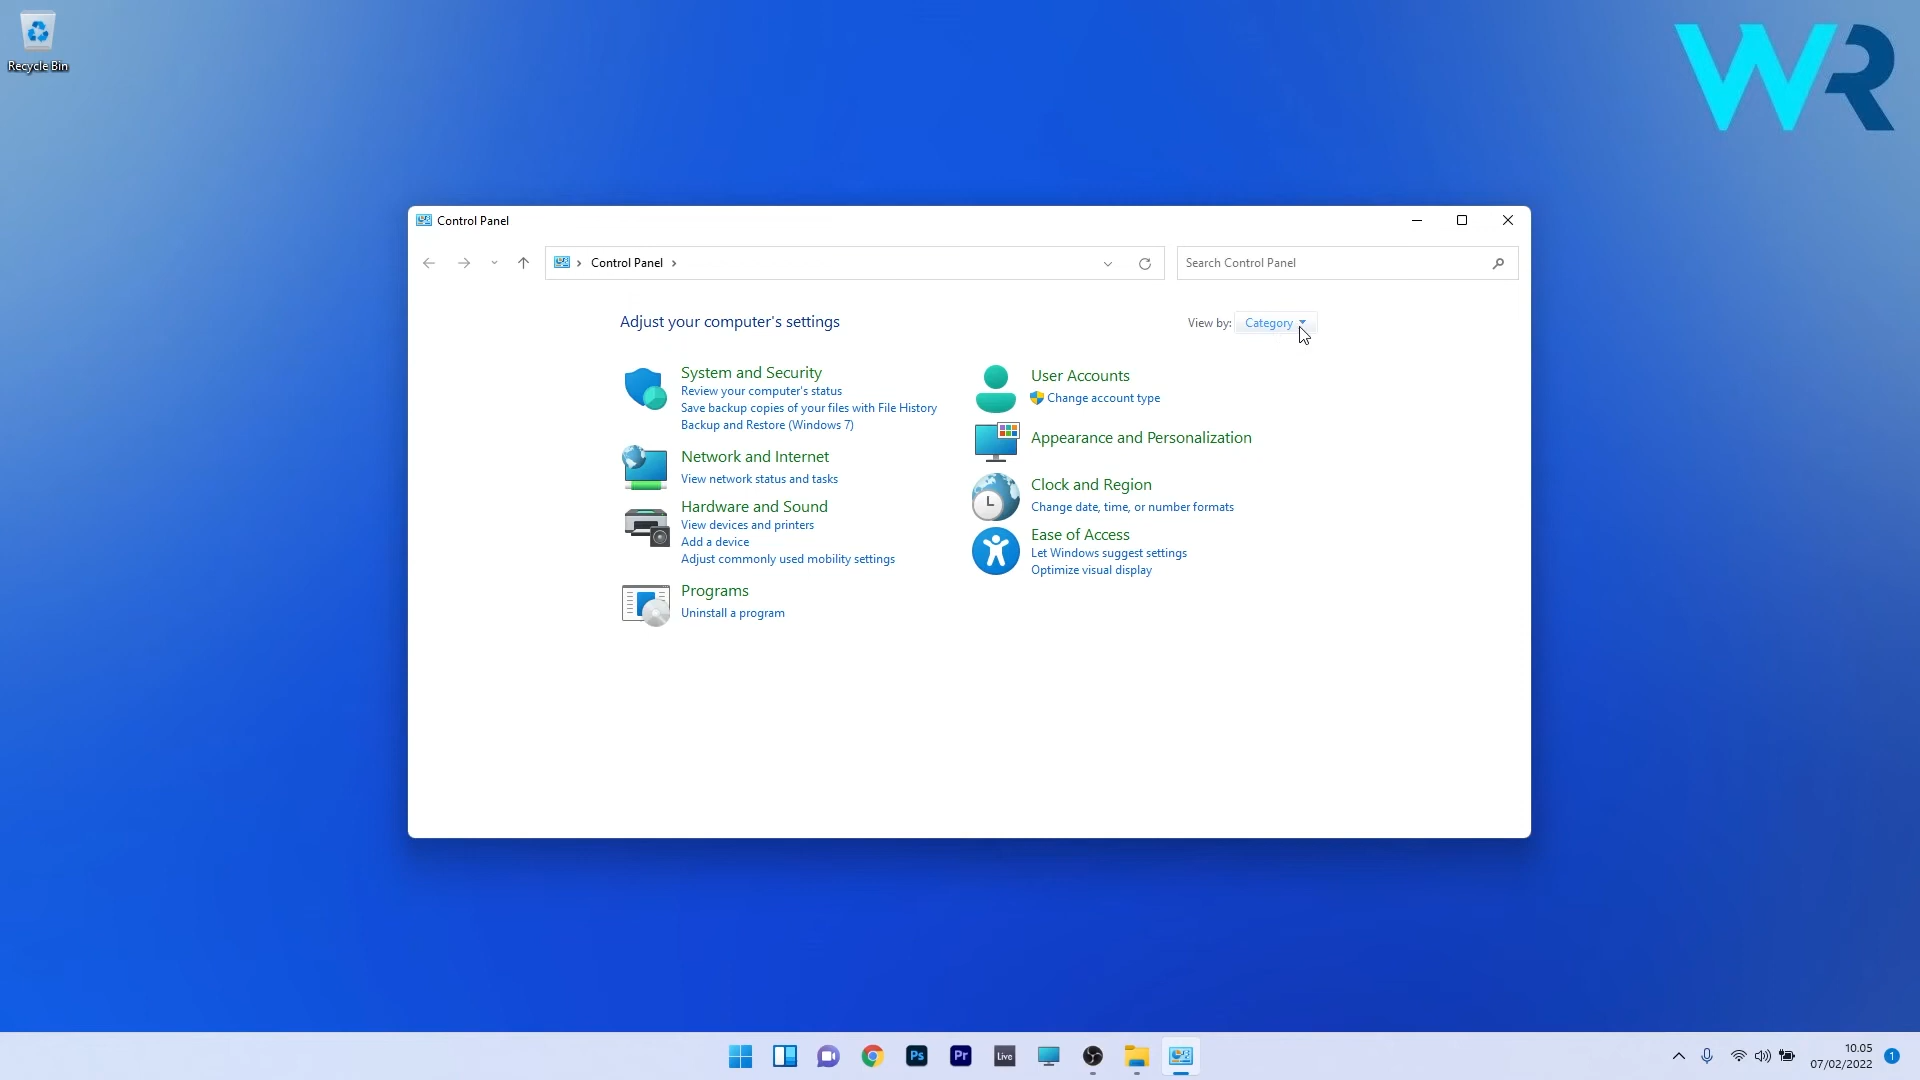 Recycle Bin
WR
Control Panel
Control Panel
Search Control Panel
Adjust your computer's settings
View by: Category
System and Security
Review your computer's status
Save backup copies of your files with File History
Backup and Restore (Windows 7)
Network and Internet
View network status and tasks
Hardware and Sound
View devices and printers
Add a device
Adjust commonly used mobility settings
Programs
Uninstall a program
User Accounts
Change account type
Appearance and Personalization
Clock and Region
Change date, time, or number formats
Ease of Access
Let Windows suggest settings
Optimize visual display
Ps
Pr
Live
10.05
07/02/2022
1